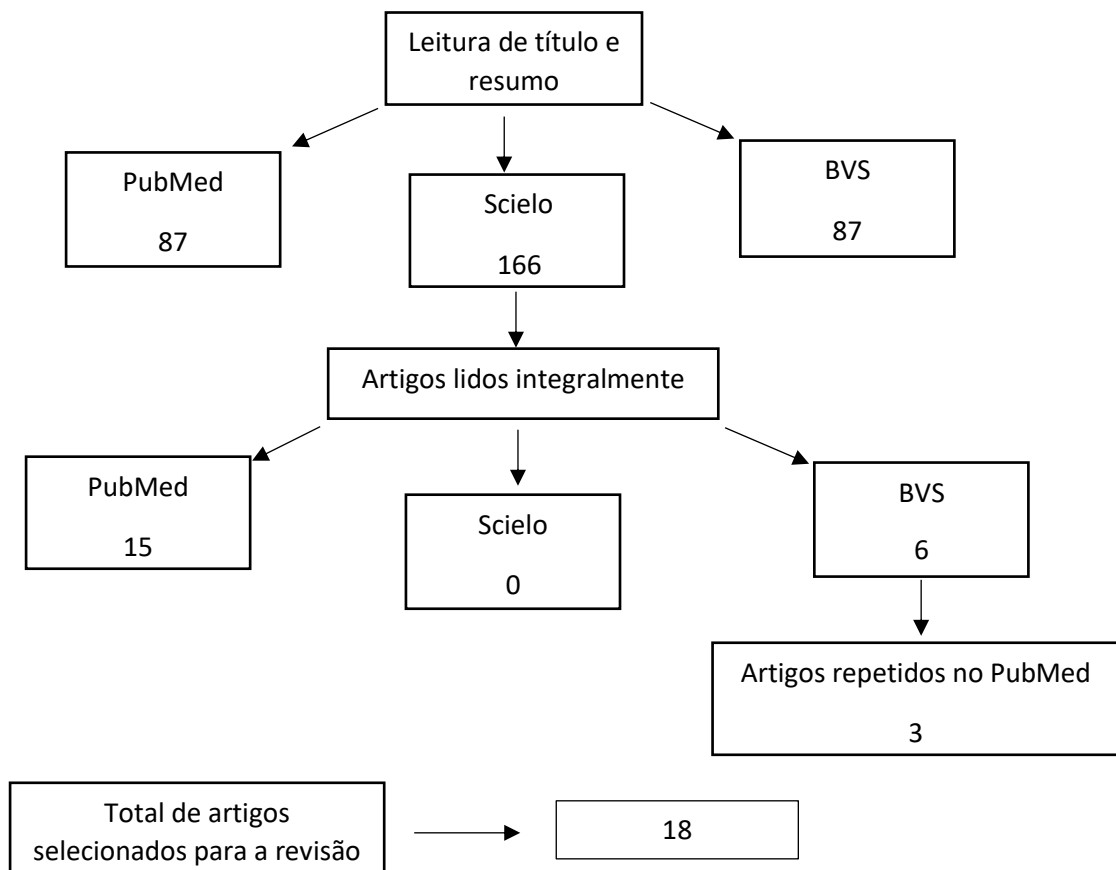 Leitura de título e
resumo
PubMed
87
Scielo
166
BVS
87
Artigos lidos integralmente
PubMed
15
Scielo
0
BVS
6
Artigos repetidos no PubMed
3
Total de artigos
selecionados para a revisão
18